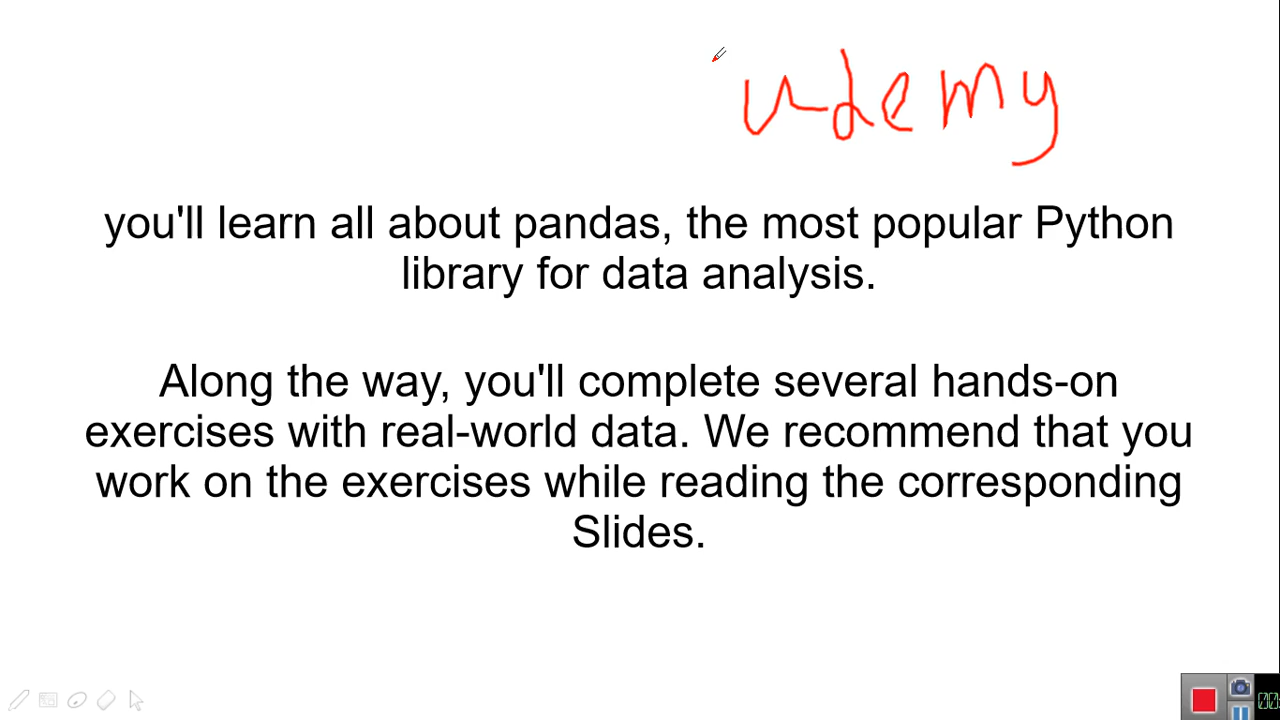 udemy
you'll learn all about pandas, the most popular Python
library for data analysis.
Along the way, you'll complete several hands-on
exercises with real-world data. We recommend that you
work on the exercises while reading the corresponding
Slides.